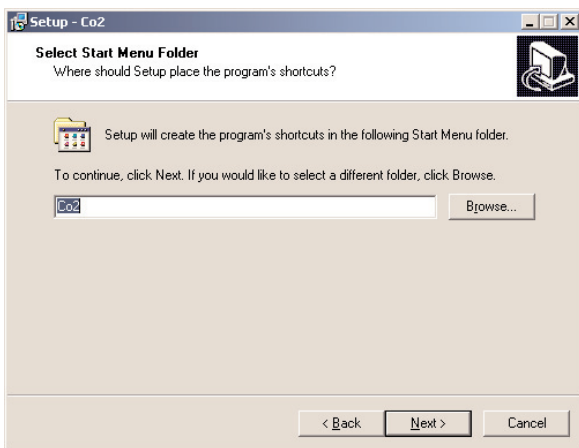 Setup - Co2
Select Start Menu Folder
Where should Setup place the program's shortcuts?
Setup will create the program's shortcuts in the following Start Menu folder.
To continue, click Next. If you would like to select a different folder, click Browse.
Co2
Browse...
< Back
Next >
Cancel